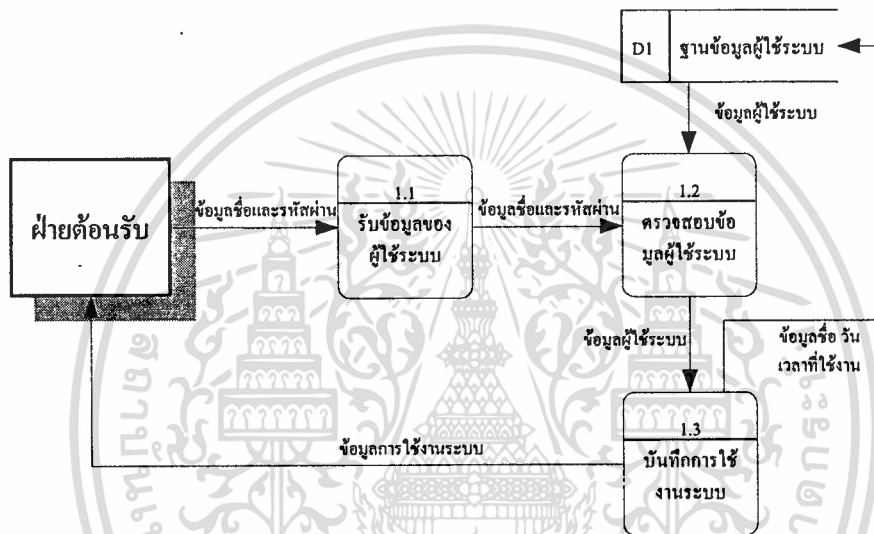 D1 ฐานข้อมูลผู้ใช้ระบบ
ข้อมูลผู้ใช้ระบบ
ฝ่ายต้อนรับ
ข้อมูลชื่อและรหัสผ่าน
1.1
รับข้อมูลของ
ผู้ใช้ระบบ
ข้อมูลชื่อและรหัสผ่าน
1.2
ตรวจสอบข้อ
มูลผู้ใช้ระบบ
ข้อมูลผู้ใช้ระบบ
ข้อมูลชื่อ วัน
เวลาที่ใช้งาน
1.3
บันทึกการใช้
งานระบบ
ข้อมูลการใช้งานระบบ